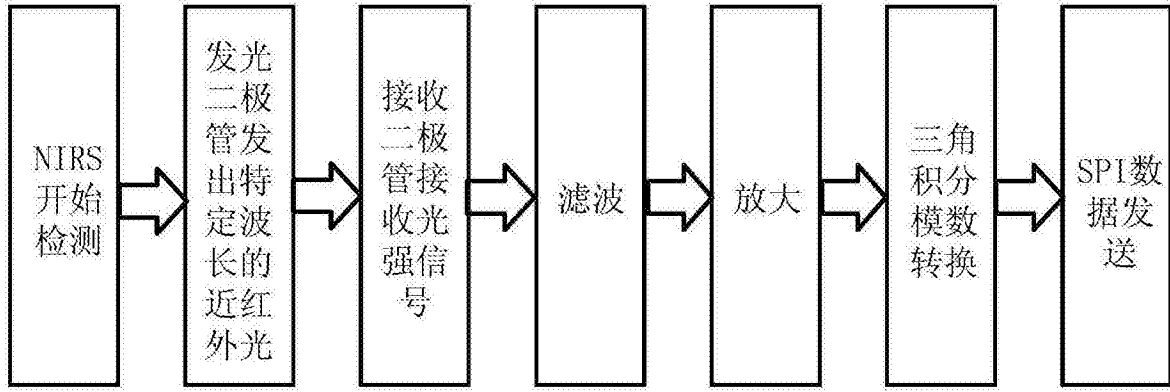 NIRS
开始
检测
发光
二极
管发
出特
定波
长的
近红
外光
接收
二极
管接
收光
强信
号
滤波
放大
三角
积分
模数
转换
SPI数
据发
送